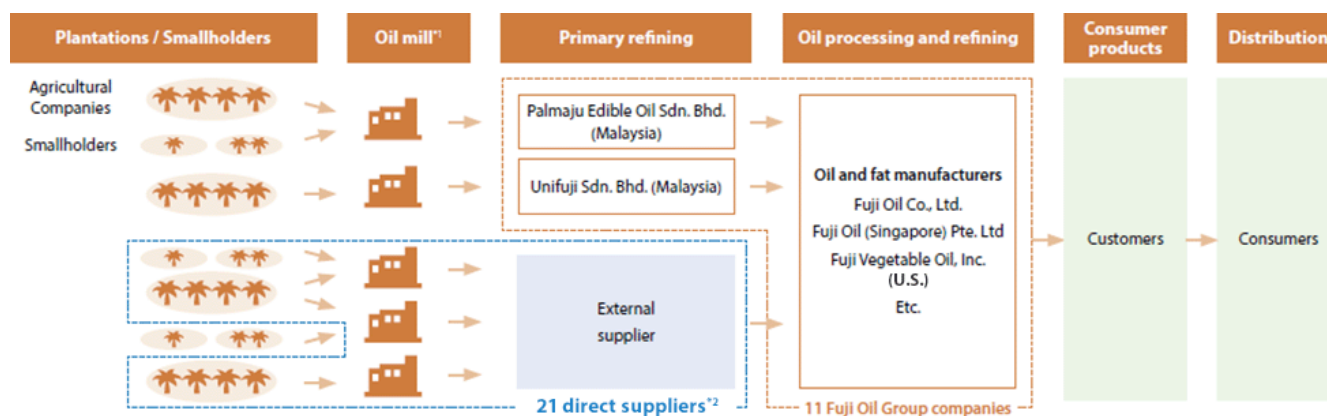 Plantations / Smallholders
Oil mill*1
Primary refining
Oil processing and refining
Consumer
products
Distribution
Agricultural
Companies
Smallholders
Palmaju Edible Oil Sdn. Bhd.
(Malaysia)
Unifuji Sdn. Bhd. (Malaysia)
External
supplier
21 direct suppliers*2
Oil and fat manufacturers
Fuji Oil Co., Ltd.
Fuji Oil (Singapore) Pte. Ltd
Fuji Vegetable Oil, Inc.
(U.S.)
Etc.
11 Fuji Oil Group companies
Customers
Consumers